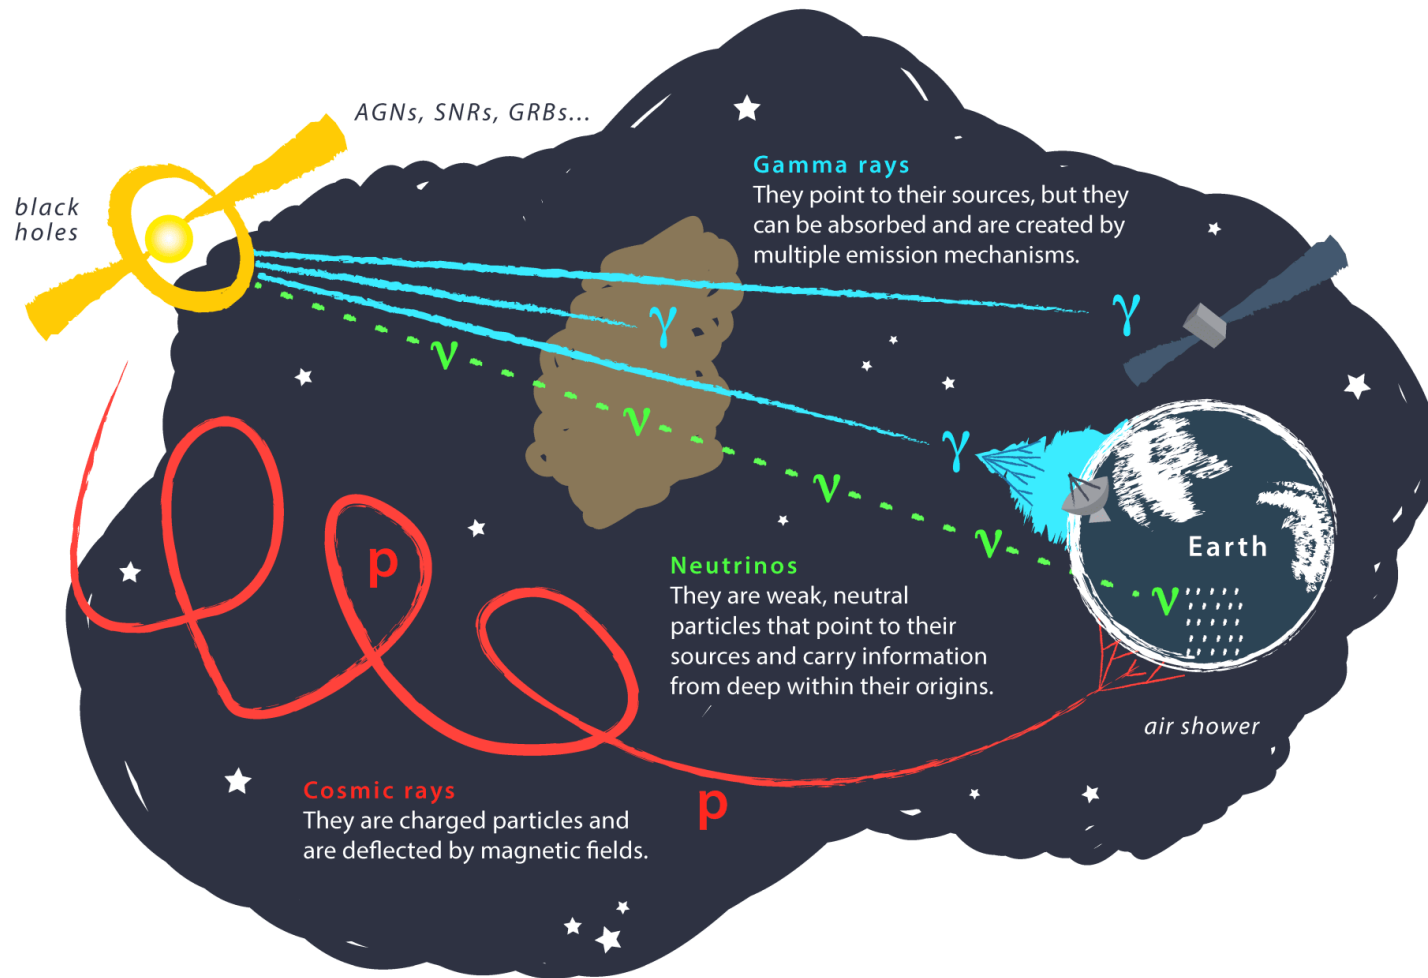 AGNs, SNRs, GRBs...
black
holes
Gamma rays
They point to their sources, but they
can be absorbed and are created by
multiple emission mechanisms.
γ
γ
ν
ν
γ
ν
ν
p
Earth
ν
Neutrinos
They are weak, neutral
particles that point to their
sources and carry information
from deep within their origins.
air shower
Cosmic rays
They are charged particles and
are deflected by magnetic fields.
p